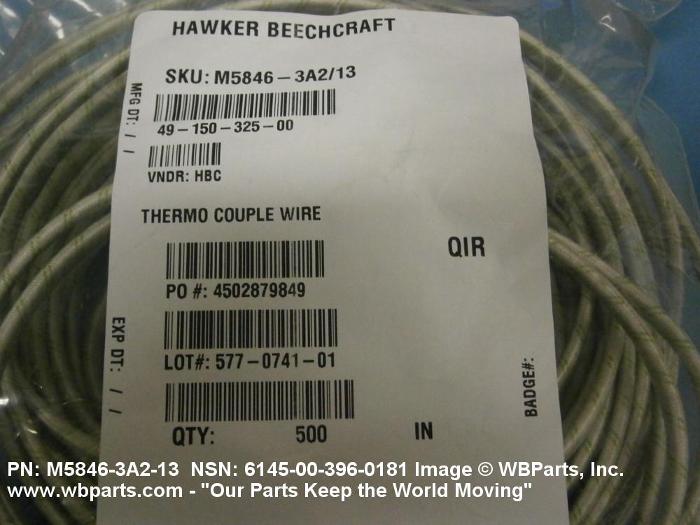 HAWKER BEECHCRAFT
SKU: M5846-3A2/13
MFG DT: / /
49-150-325-00
VNDR: HBC
THERMO COUPLE WIRE
QIR
PO #: 4502879849
EXP DT: / /
LOT#: 577-0741-01
BADGE#:
QTY: 500 IN
PN: M5846-3A2-13 NSN: 6145-00-396-0181 Image © WBParts, Inc.
www.wbparts.com - "Our Parts Keep the World Moving"